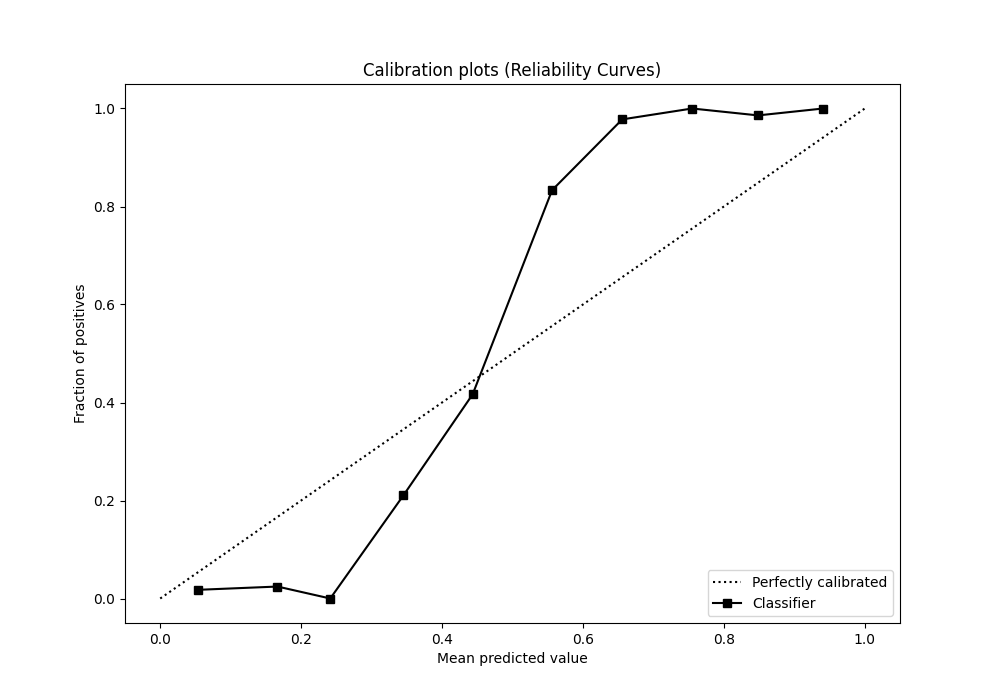 Calibration plots (Reliability Curves)
1.0
0.8
0.6
0.4
0.2
0.0
Fraction of positives
0.0 0.2 0.4 0.6 0.8 1.0
Mean predicted value
Perfectly calibrated
Classifier